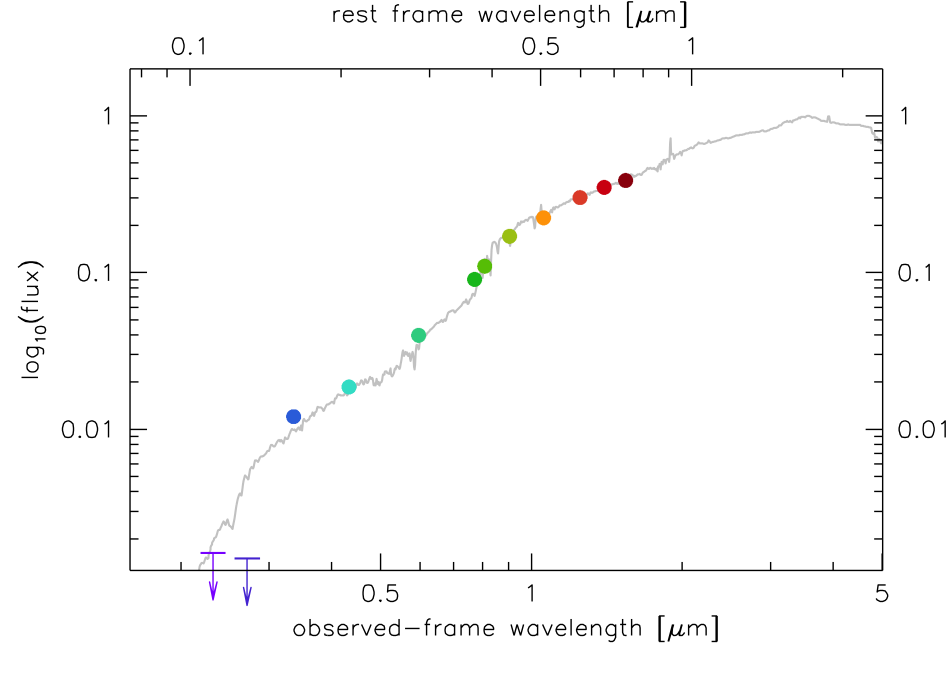 rest frame wavelength [μm]
0.1 0.5 1
1 1
0.1 0.1
0.01 0.01
log₁₀(flux)
0.5 1 5
observed-frame wavelength [μm]